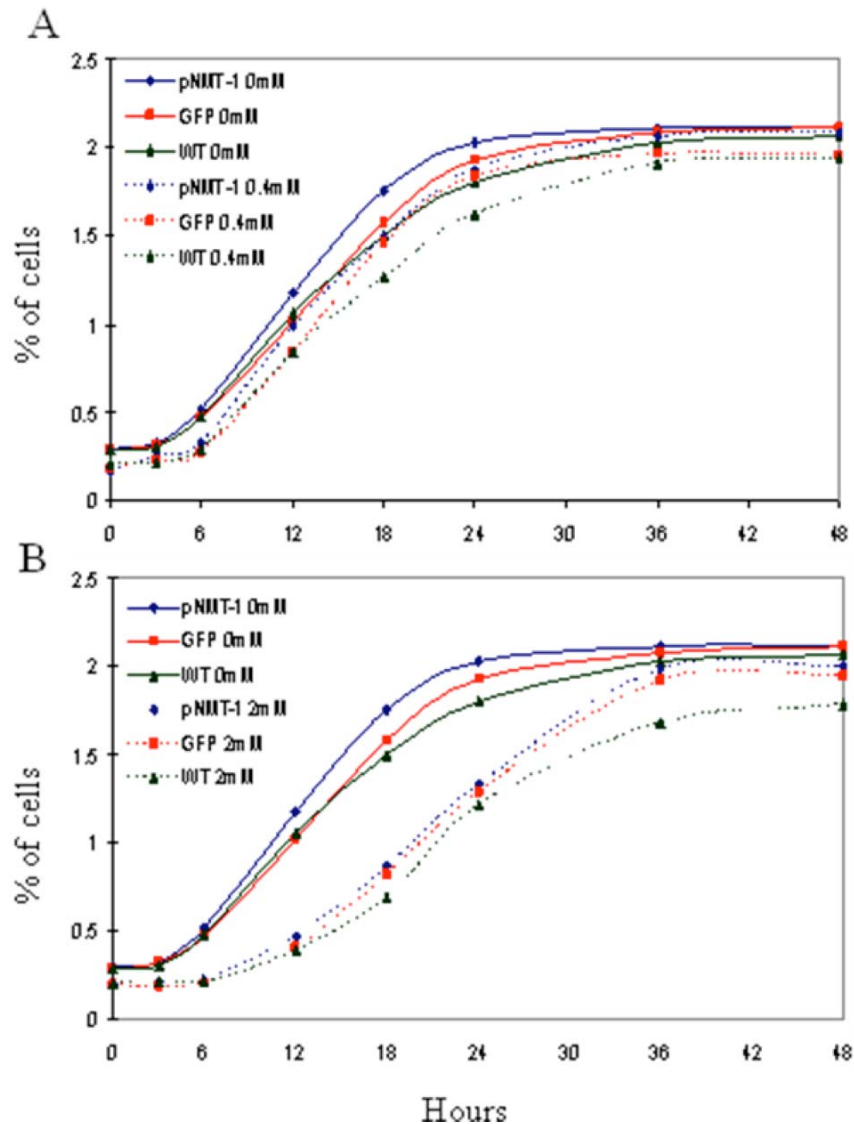 A
2.5
2
1.5
1
0.5
0
% of cells
pNMT-1 0mM
GFP 0mM
WT 0mM
pNMT-1 0.4mM
GFP 0.4mM
WT 0.4mM
0 6 12 18 24 30 36 42 48
B
2.5
2
1.5
1
0.5
0
% of cells
pNMT-1 0mM
GFP 0mM
WT 0mM
pNMT-1 2mM
GFP 2mM
WT 2mM
0 6 12 18 24 30 36 42 48
Hours